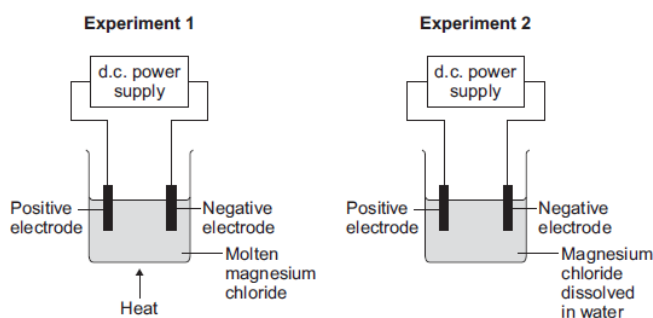 Experiment 1
d.c. power
supply
Positive
electrode
Negative
electrode
Molten
magnesium
chloride
Heat
Experiment 2
d.c. power
supply
Positive
electrode
Negative
electrode
Magnesium
chloride
dissolved
in water